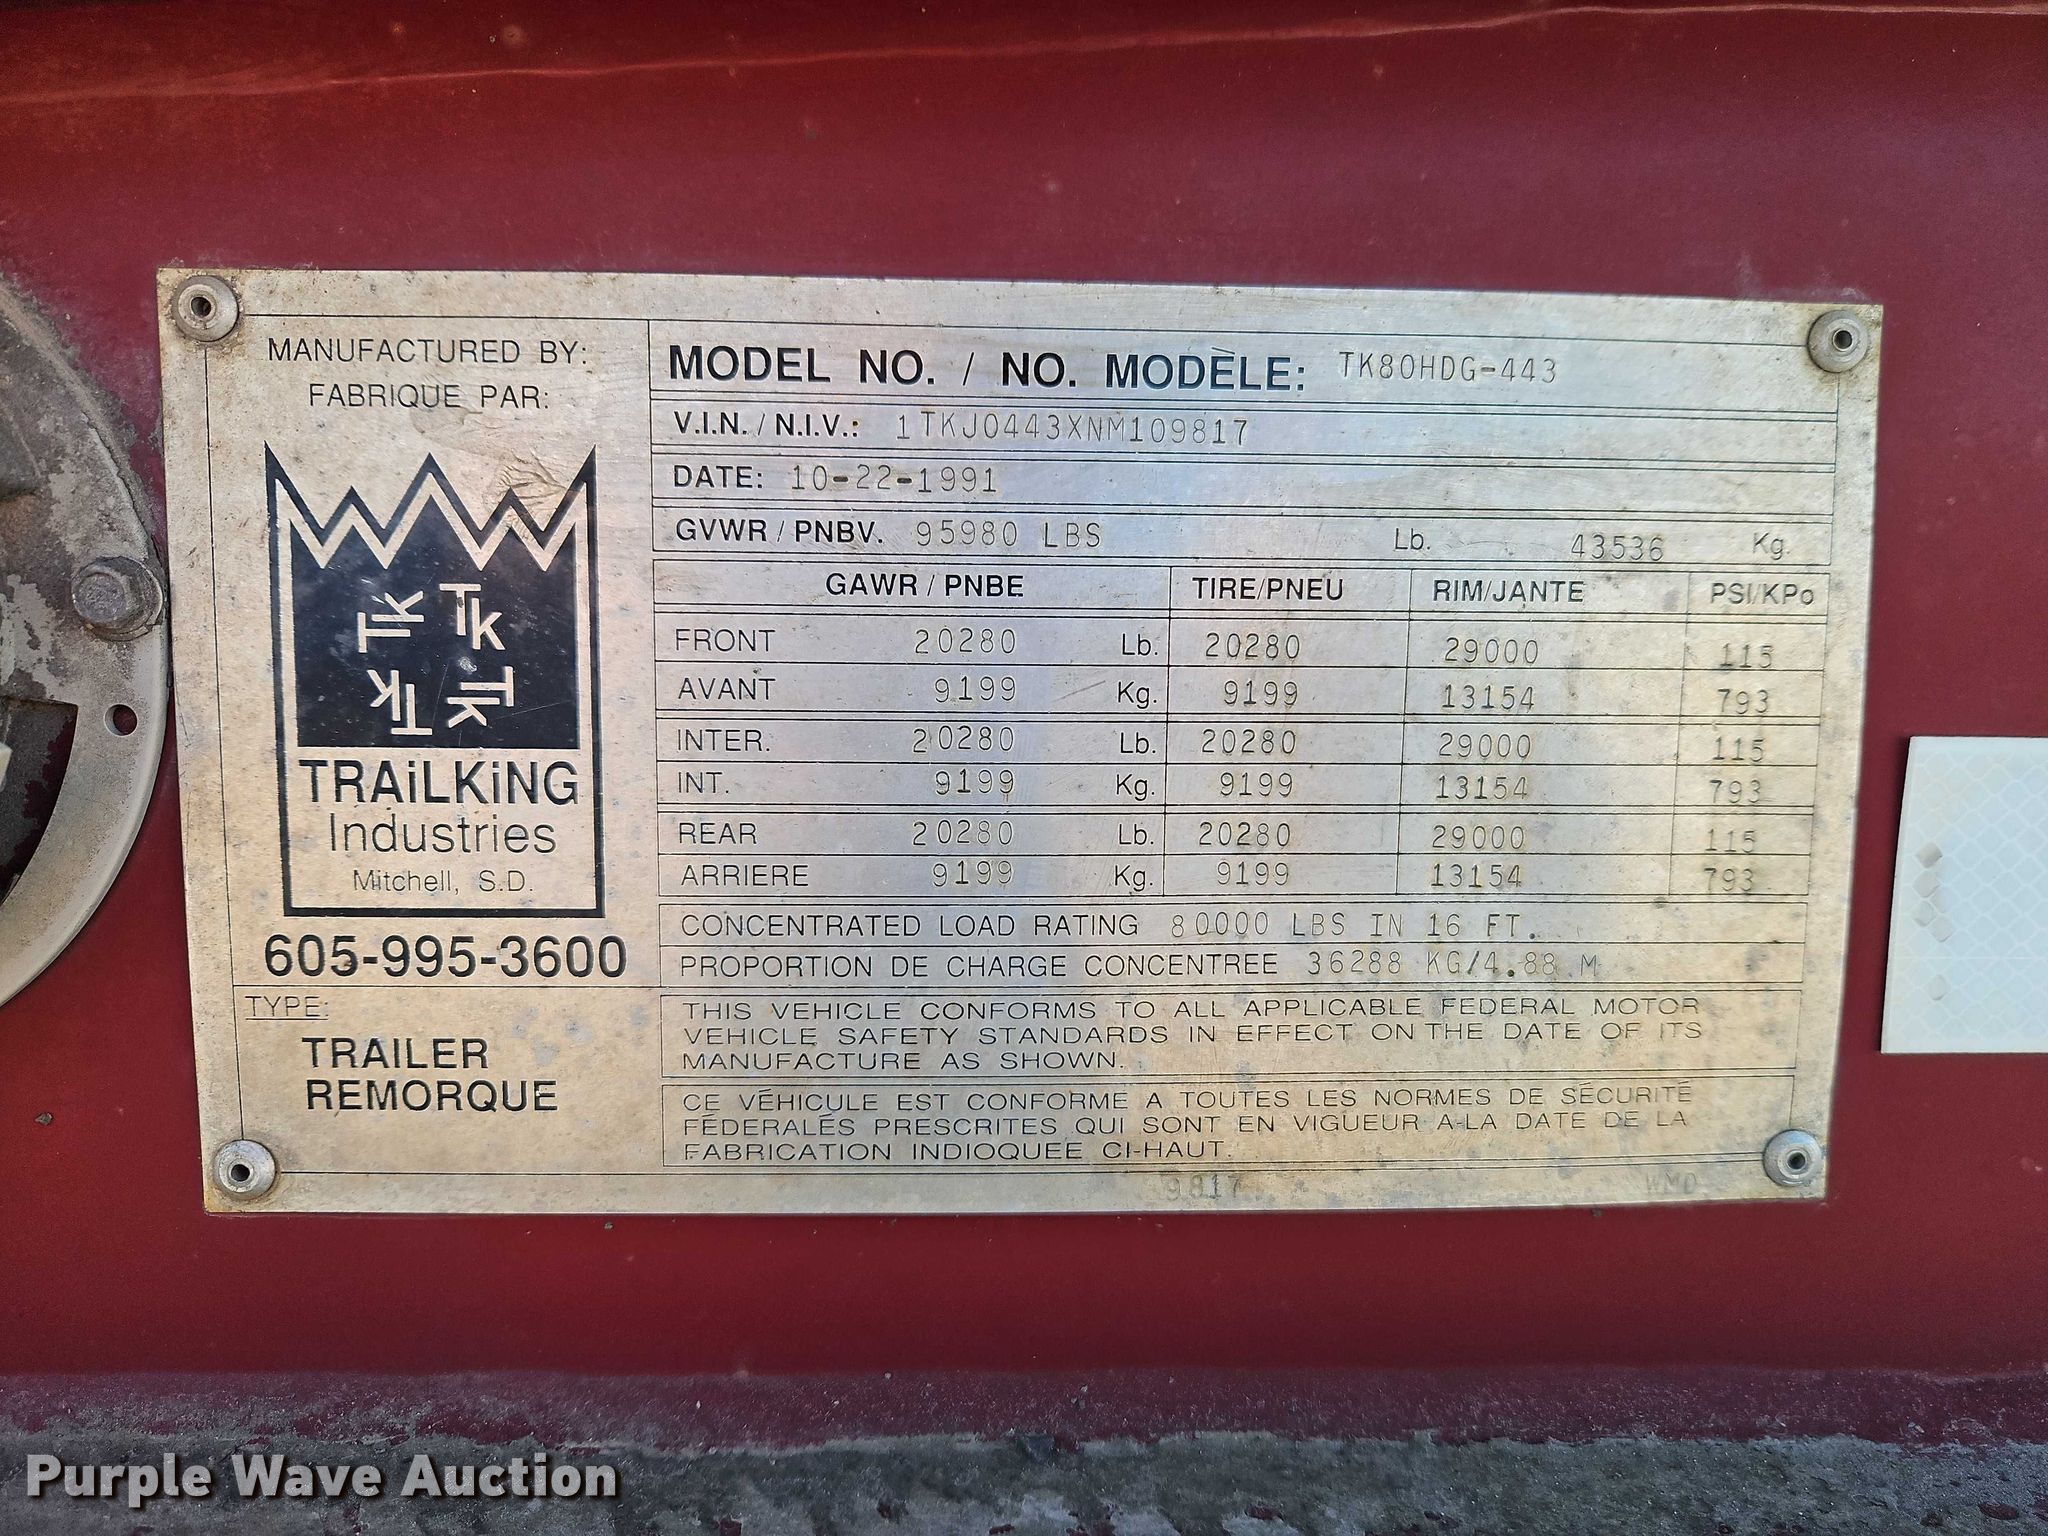 MANUFACTURED BY:
FABRIQUE PAR:
TK TK
TK TK
TRAiLKiNG
Industries
Mitchell, S.D.
605-995-3600
TYPE:
TRAILER
REMORQUE
MODEL NO. / NO. MODÈLE: TK80HDG-443
V.I.N. / N.I.V.: 1TKJ0443XNM109817
DATE: 10-22-1991
GVWR / PNBV. 95980 LBS Lb. 43536 Kg.
GAWR / PNBE TIRE/PNEU RIM/JANTE PSI/KPa
FRONT 20280 Lb. 20280 29000 115
AVANT 9199 Kg. 9199 13154 793
INTER. 20280 Lb. 20280 29000 115
INT. 9199 Kg. 9199 13154 793
REAR 20280 Lb. 20280 29000 115
ARRIERE 9199 Kg. 9199 13154 793
CONCENTRATED LOAD RATING 80000 LBS IN 16 FT.
PROPORTION DE CHARGE CONCENTREE 36288 KG/4.88 M
THIS VEHICLE CONFORMS TO ALL APPLICABLE FEDERAL MOTOR
VEHICLE SAFETY STANDARDS IN EFFECT ON THE DATE OF ITS
MANUFACTURE AS SHOWN.
CE VÉHICULE EST CONFORME A TOUTES LES NORMES DE SÉCURITÉ
FÉDERALÉS PRESCRITES QUI SONT EN VIGUEUR A-LA DATE DE LA
FABRICATION INDIOQUEE CI-HAUT.
9817 WMD
Purple Wave Auction